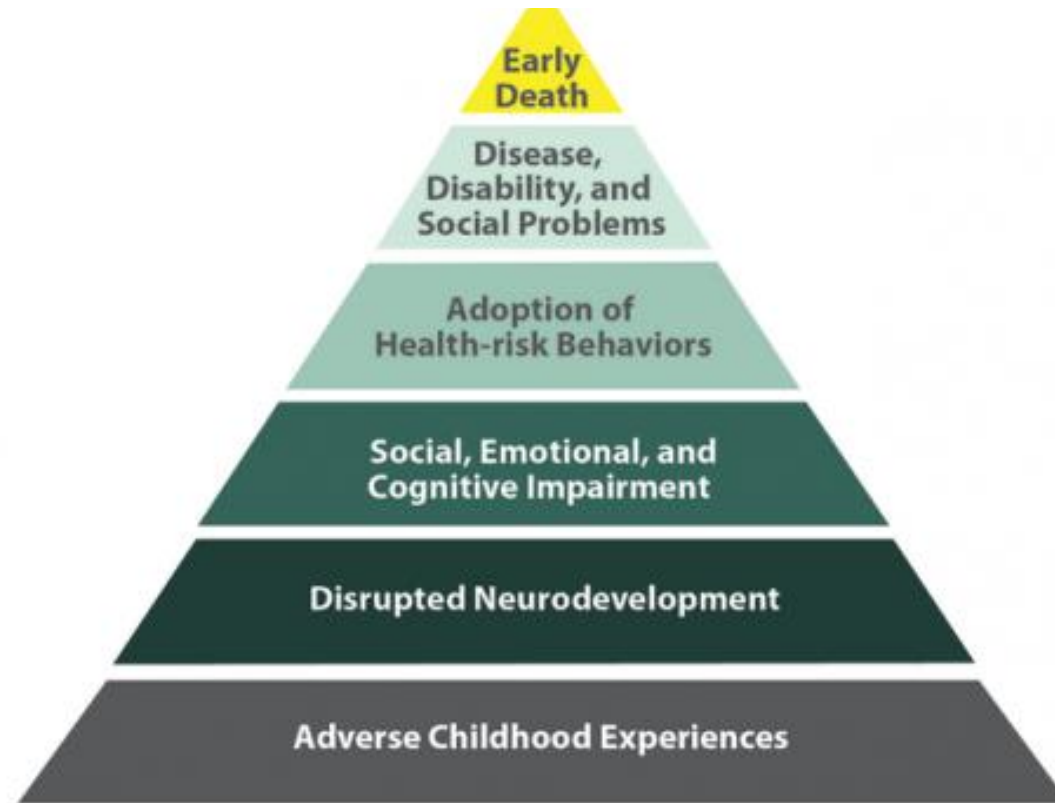 Early
Death
Disease,
Disability, and
Social Problems
Adoption of
Health-risk Behaviors
Social, Emotional, and
Cognitive Impairment
Disrupted Neurodevelopment
Adverse Childhood Experiences